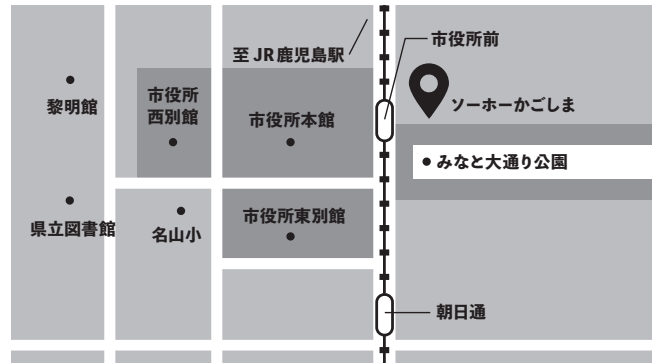 至JR鹿児島駅
市役所前
黎明館
市役所
西別館
市役所本館
ソーホーかごしま
みなと大通り公園
県立図書館
名山小
市役所東別館
朝日通